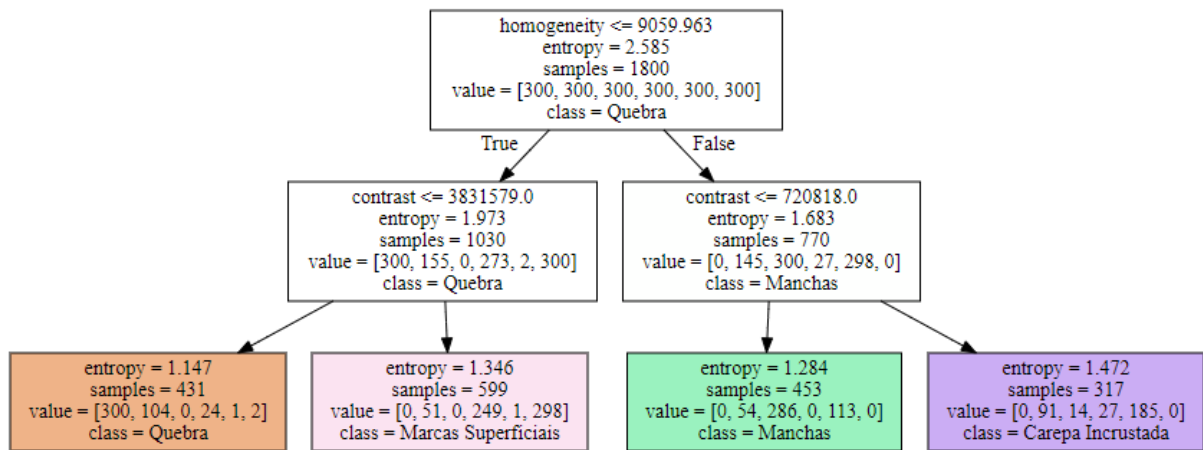 homogeneity <= 9059.963
entropy = 2.585
samples = 1800
value = [300, 300, 300, 300, 300, 300]
class = Quebra
True
False
contrast <= 3831579.0
entropy = 1.973
samples = 1030
value = [300, 155, 0, 273, 2, 300]
class = Quebra
contrast <= 720818.0
entropy = 1.683
samples = 770
value = [0, 145, 300, 27, 298, 0]
class = Manchas
entropy = 1.147
samples = 431
value = [300, 104, 0, 24, 1, 2]
class = Quebra
entropy = 1.346
samples = 599
value = [0, 51, 0, 249, 1, 298]
class = Marcas Superficiais
entropy = 1.284
samples = 453
value = [0, 54, 286, 0, 113, 0]
class = Manchas
entropy = 1.472
samples = 317
value = [0, 91, 14, 27, 185, 0]
class = Carepa Incrustada